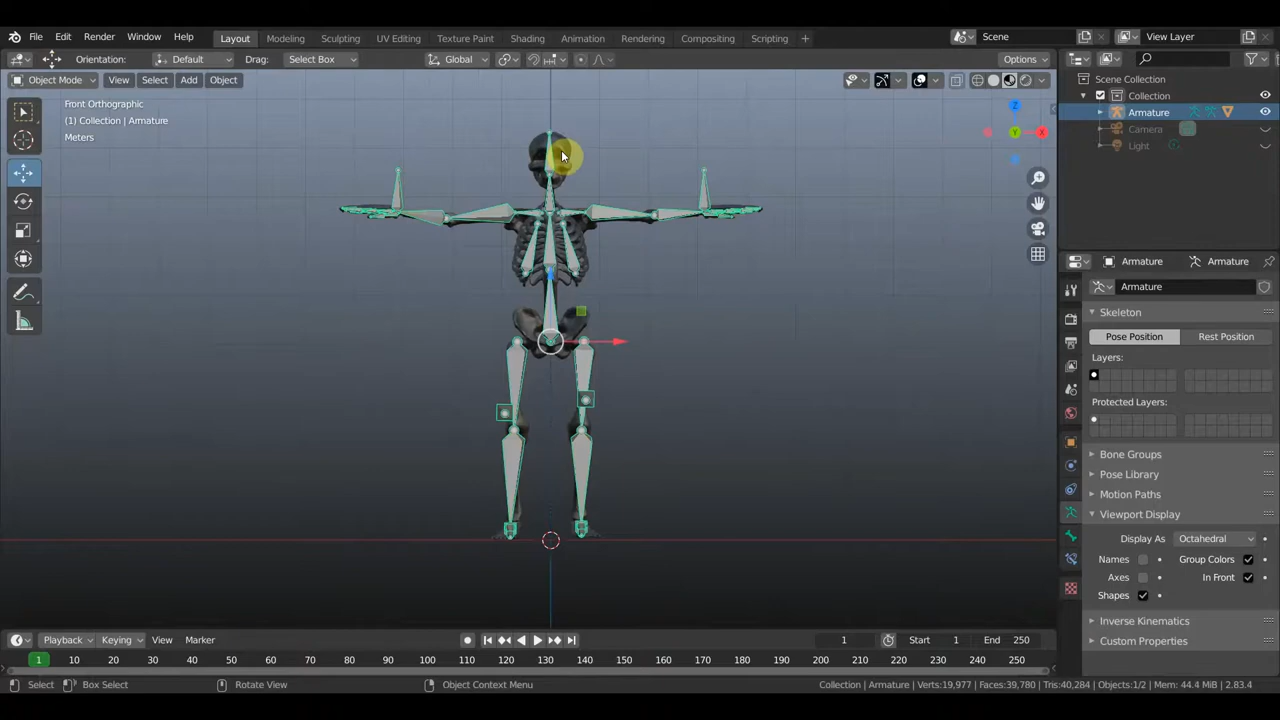 File Edit Render Window Help Layout Modeling Sculpting UV Editing Texture Paint Shading Animation Rendering Compositing Scripting + Scene View Layer
Orientation: Default Drag: Select Box Global Options
Object Mode View Select Add Object
Front Orthographic
(1) Collection | Armature
Meters
Z
Y
X
Scene Collection
Collection
Armature
Camera
Light
Armature Armature
Armature
Skeleton
Pose Position Rest Position
Layers:
Protected Layers:
Bone Groups
Pose Library
Motion Paths
Viewport Display
Display As Octahedral
Names Group Colors
Axes In Front
Shapes
Inverse Kinematics
Custom Properties
Playback Keying View Marker 1 Start 1 End 250
1 10 20 30 40 50 60 70 80 90 100 110 120 130 140 150 160 170 180 190 200 210 220 230 240 250
Select Box Select Rotate View Object Context Menu Collection | Armature | Verts:19,977 | Faces:39,780 | Tris:40,284 | Objects:1/2 | Mem: 44.4 MiB | 2.83.4